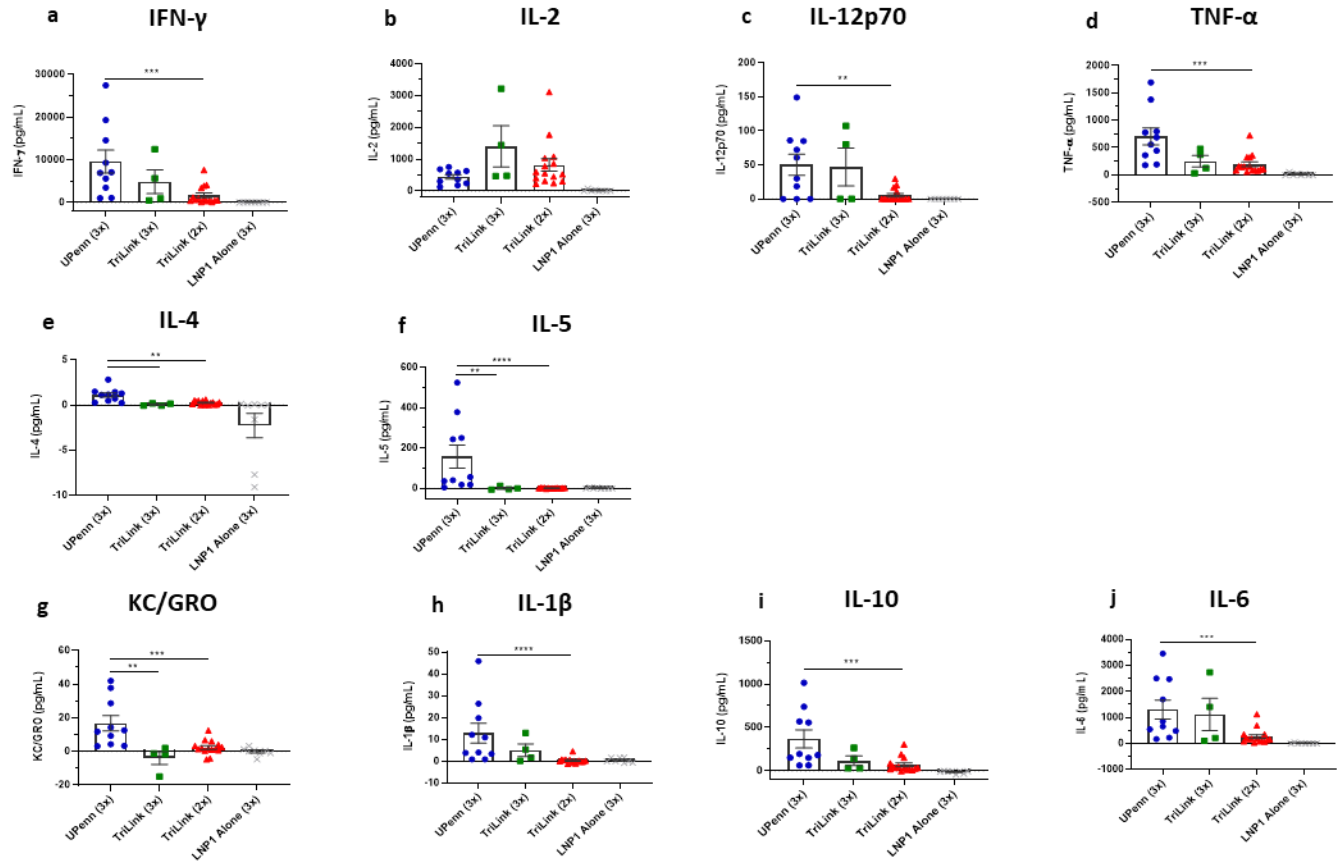 a IFN-γ
***
30000
20000
10000
0
IFN-γ (pg/mL)
UPenn (3x)
TriLink (3x)
TriLink (2x)
LNP1 Alone (3x)
b IL-2
4000
3000
2000
1000
0
IL-2 (pg/mL)
UPenn (3x)
TriLink (3x)
TriLink (2x)
LNP1 Alone (3x)
c IL-12p70
**
200
150
100
50
0
IL-12p70 (pg/mL)
UPenn (3x)
TriLink (3x)
TriLink (2x)
LNP1 Alone (3x)
d TNF-α
***
2000
1500
1000
500
0
-500
TNF-α (pg/mL)
UPenn (3x)
TriLink (3x)
TriLink (2x)
LNP1 Alone (3x)
e IL-4
**
5
0
-5
-10
IL-4 (pg/mL)
UPenn (3x)
TriLink (3x)
TriLink (2x)
LNP1 Alone (3x)
f IL-5
****
**
600
400
200
0
IL-5 (pg/mL)
UPenn (3x)
TriLink (3x)
TriLink (2x)
LNP1 Alone (3x)
g KC/GRO
***
**
60
40
20
0
-20
KC/GRO (pg/mL)
UPenn (3x)
TriLink (3x)
TriLink (2x)
LNP1 Alone (3x)
h IL-1β
****
50
40
30
20
10
0
-10
IL-1β (pg/mL)
UPenn (3x)
TriLink (3x)
TriLink (2x)
LNP1 Alone (3x)
i IL-10
***
1500
1000
500
0
IL-10 (pg/mL)
UPenn (3x)
TriLink (3x)
TriLink (2x)
LNP1 Alone (3x)
j IL-6
***
4000
3000
2000
1000
0
-1000
IL-6 (pg/mL)
UPenn (3x)
TriLink (3x)
TriLink (2x)
LNP1 Alone (3x)